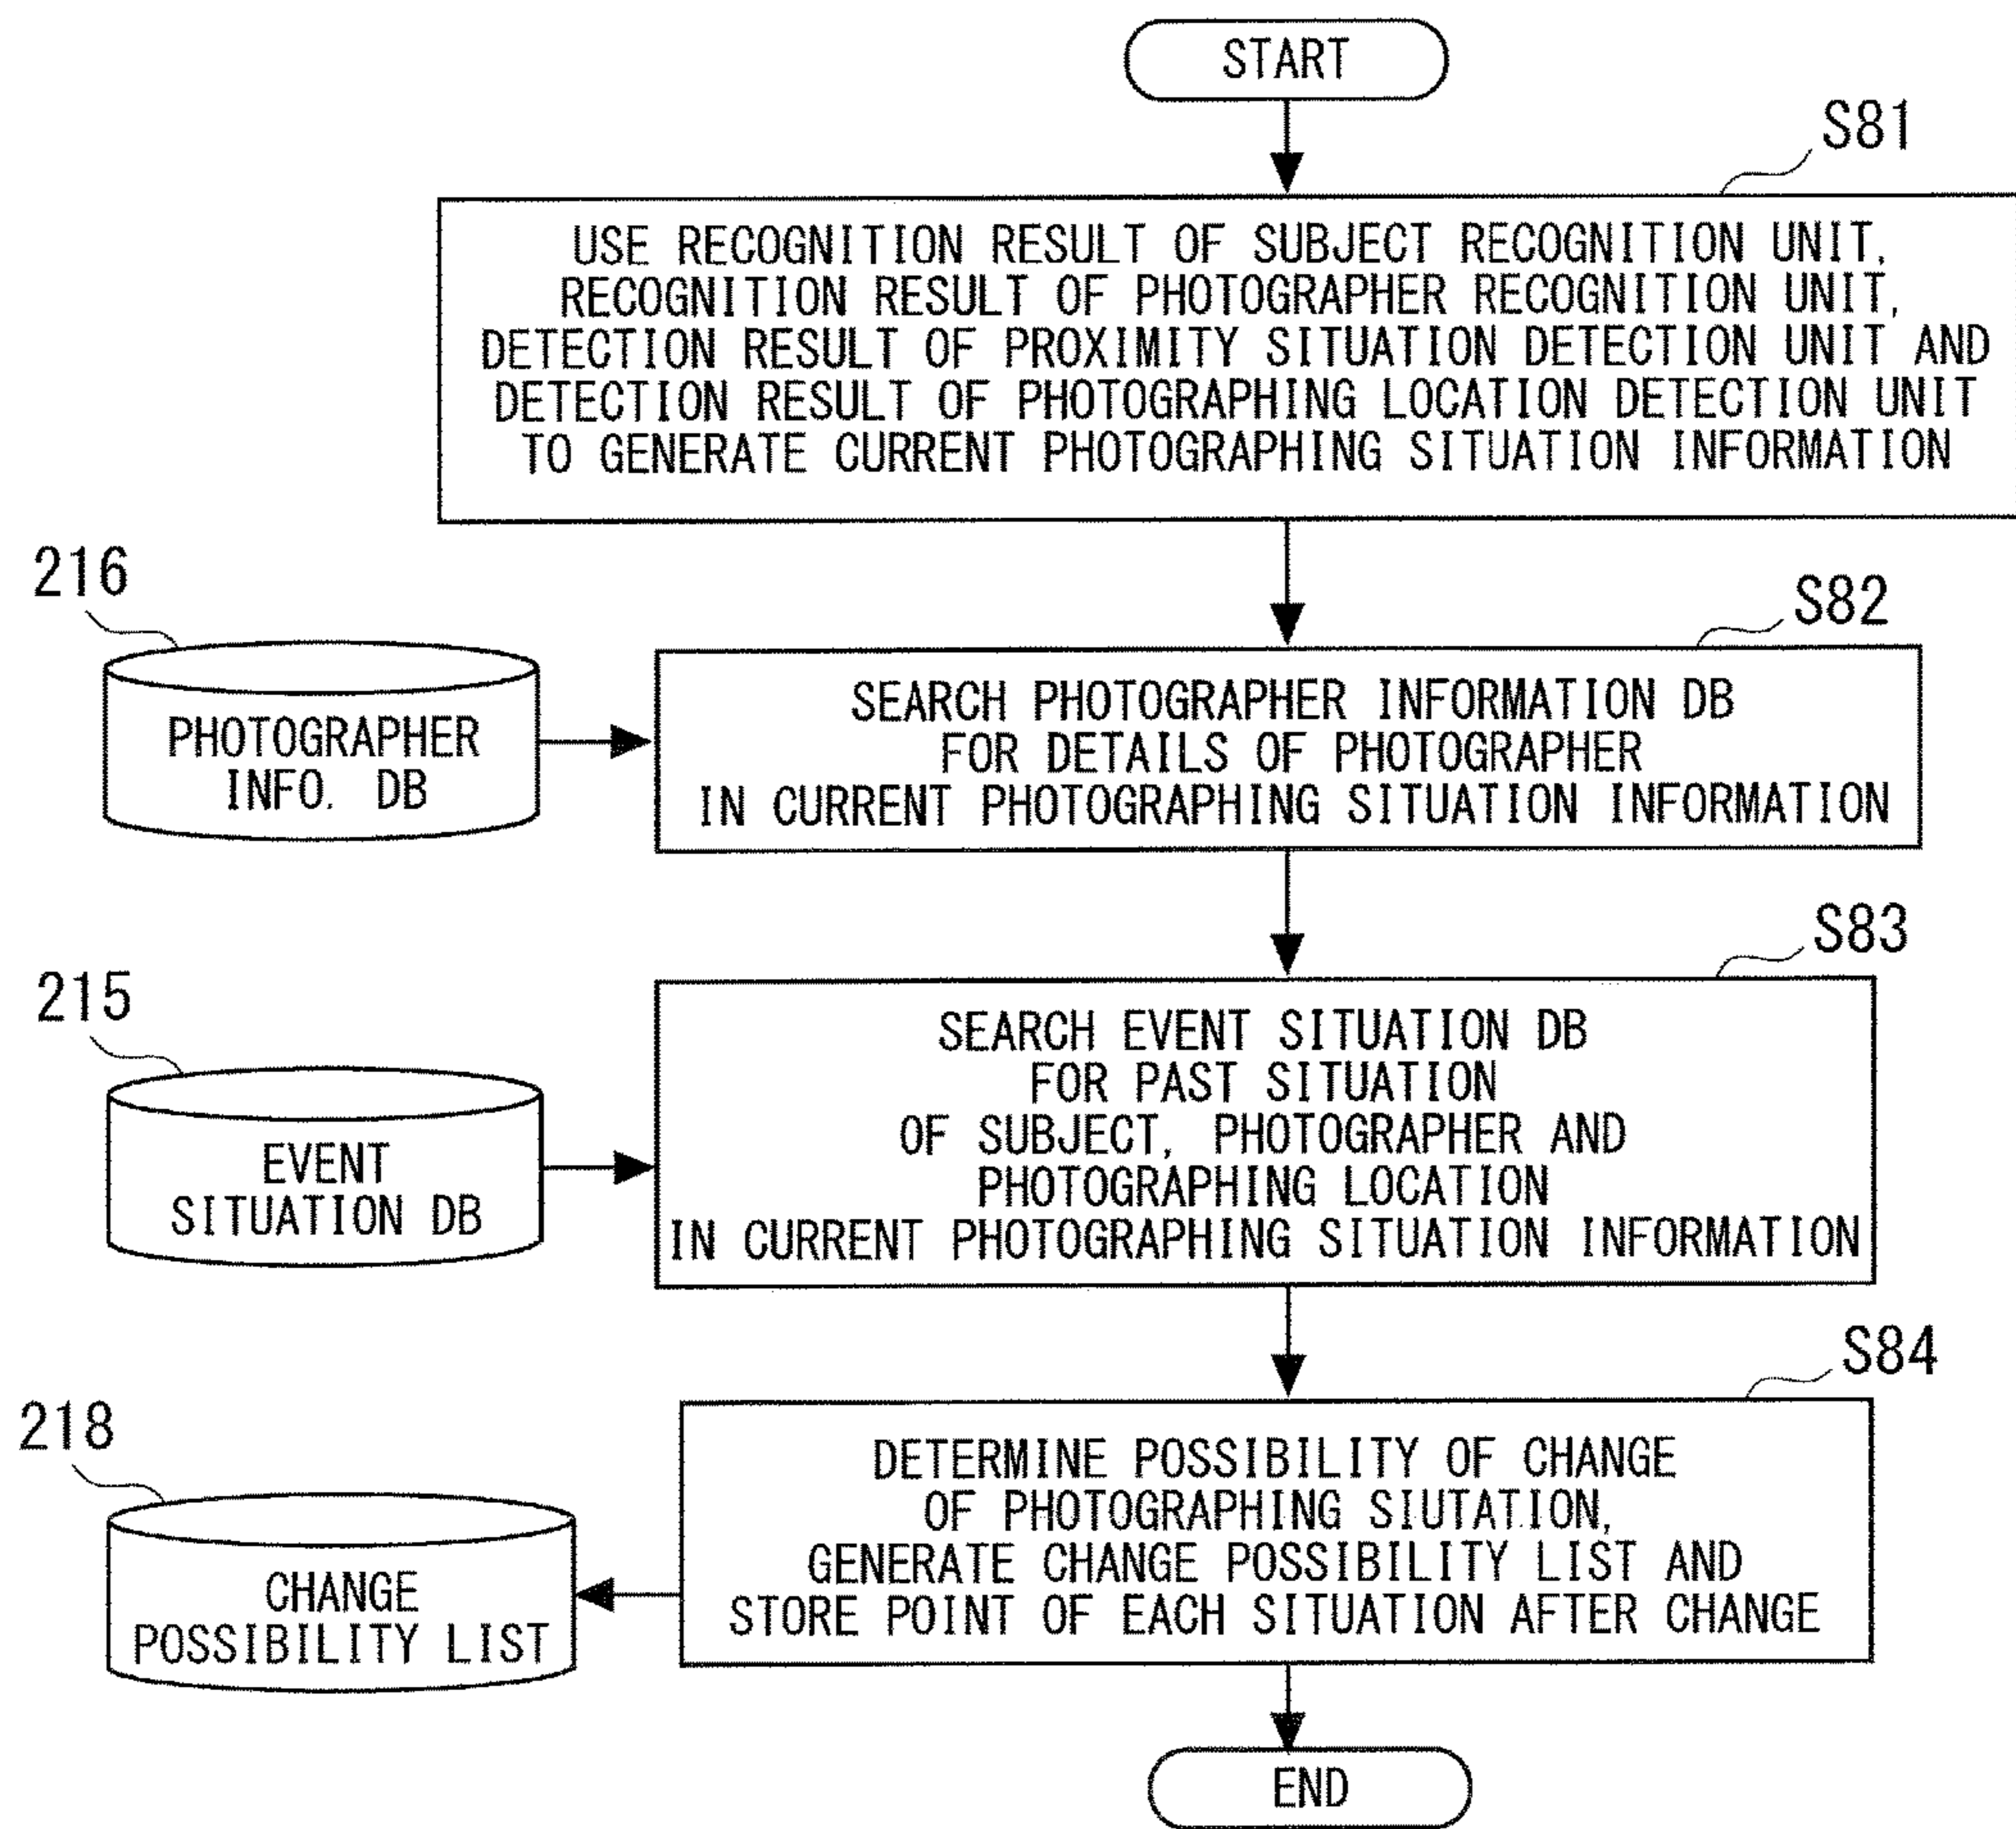 START
S81
USE RECOGNITION RESULT OF SUBJECT RECOGNITION UNIT,
RECOGNITION RESULT OF PHOTOGRAPHER RECOGNITION UNIT,
DETECTION RESULT OF PROXIMITY SITUATION DETECTION UNIT AND
DETECTION RESULT OF PHOTOGRAPHING LOCATION DETECTION UNIT
TO GENERATE CURRENT PHOTOGRAPHING SITUATION INFORMATION
216
PHOTOGRAPHER
INFO. DB
S82
SEARCH PHOTOGRAPHER INFORMATION DB
FOR DETAILS OF PHOTOGRAPHER
IN CURRENT PHOTOGRAPHING SITUATION INFORMATION
215
EVENT
SITUATION DB
S83
SEARCH EVENT SITUATION DB
FOR PAST SITUATION
OF SUBJECT, PHOTOGRAPHER AND
PHOTOGRAPHING LOCATION
IN CURRENT PHOTOGRAPHING SITUATION INFORMATION
218
CHANGE
POSSIBILITY LIST
S84
DETERMINE POSSIBILITY OF CHANGE
OF PHOTOGRAPHING SIUTATION,
GENERATE CHANGE POSSIBILITY LIST AND
STORE POINT OF EACH SITUATION AFTER CHANGE
END